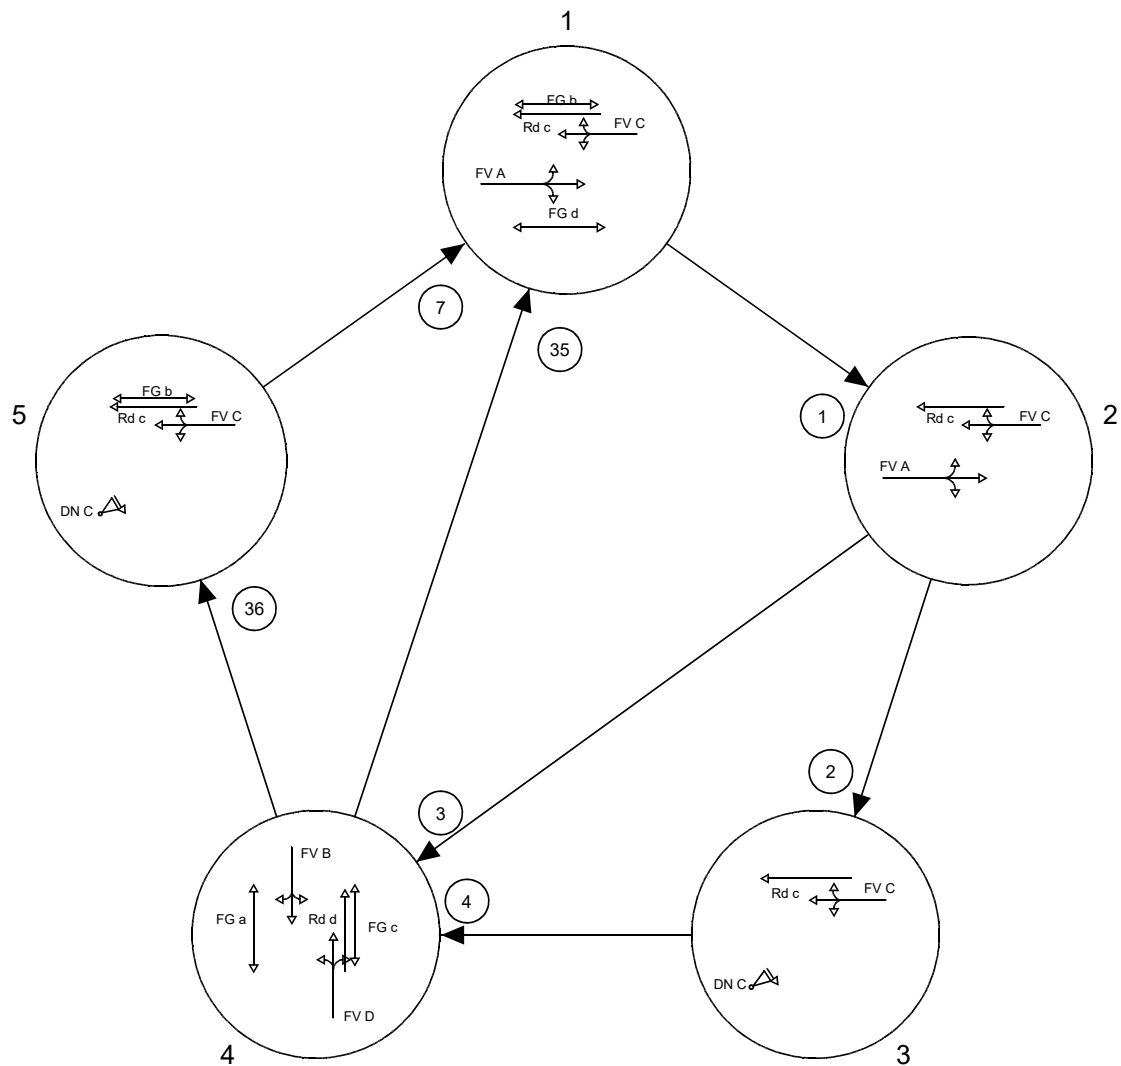 1
FG b
Rd c
FV C
FV A
FG d
7
35
5
FG b
Rd c
FV C
DN C
1
2
Rd c
FV C
FV A
36
2
3
4
FV B
FG a
Rd d
FG c
FV D
4
Rd c
FV C
DN C
3